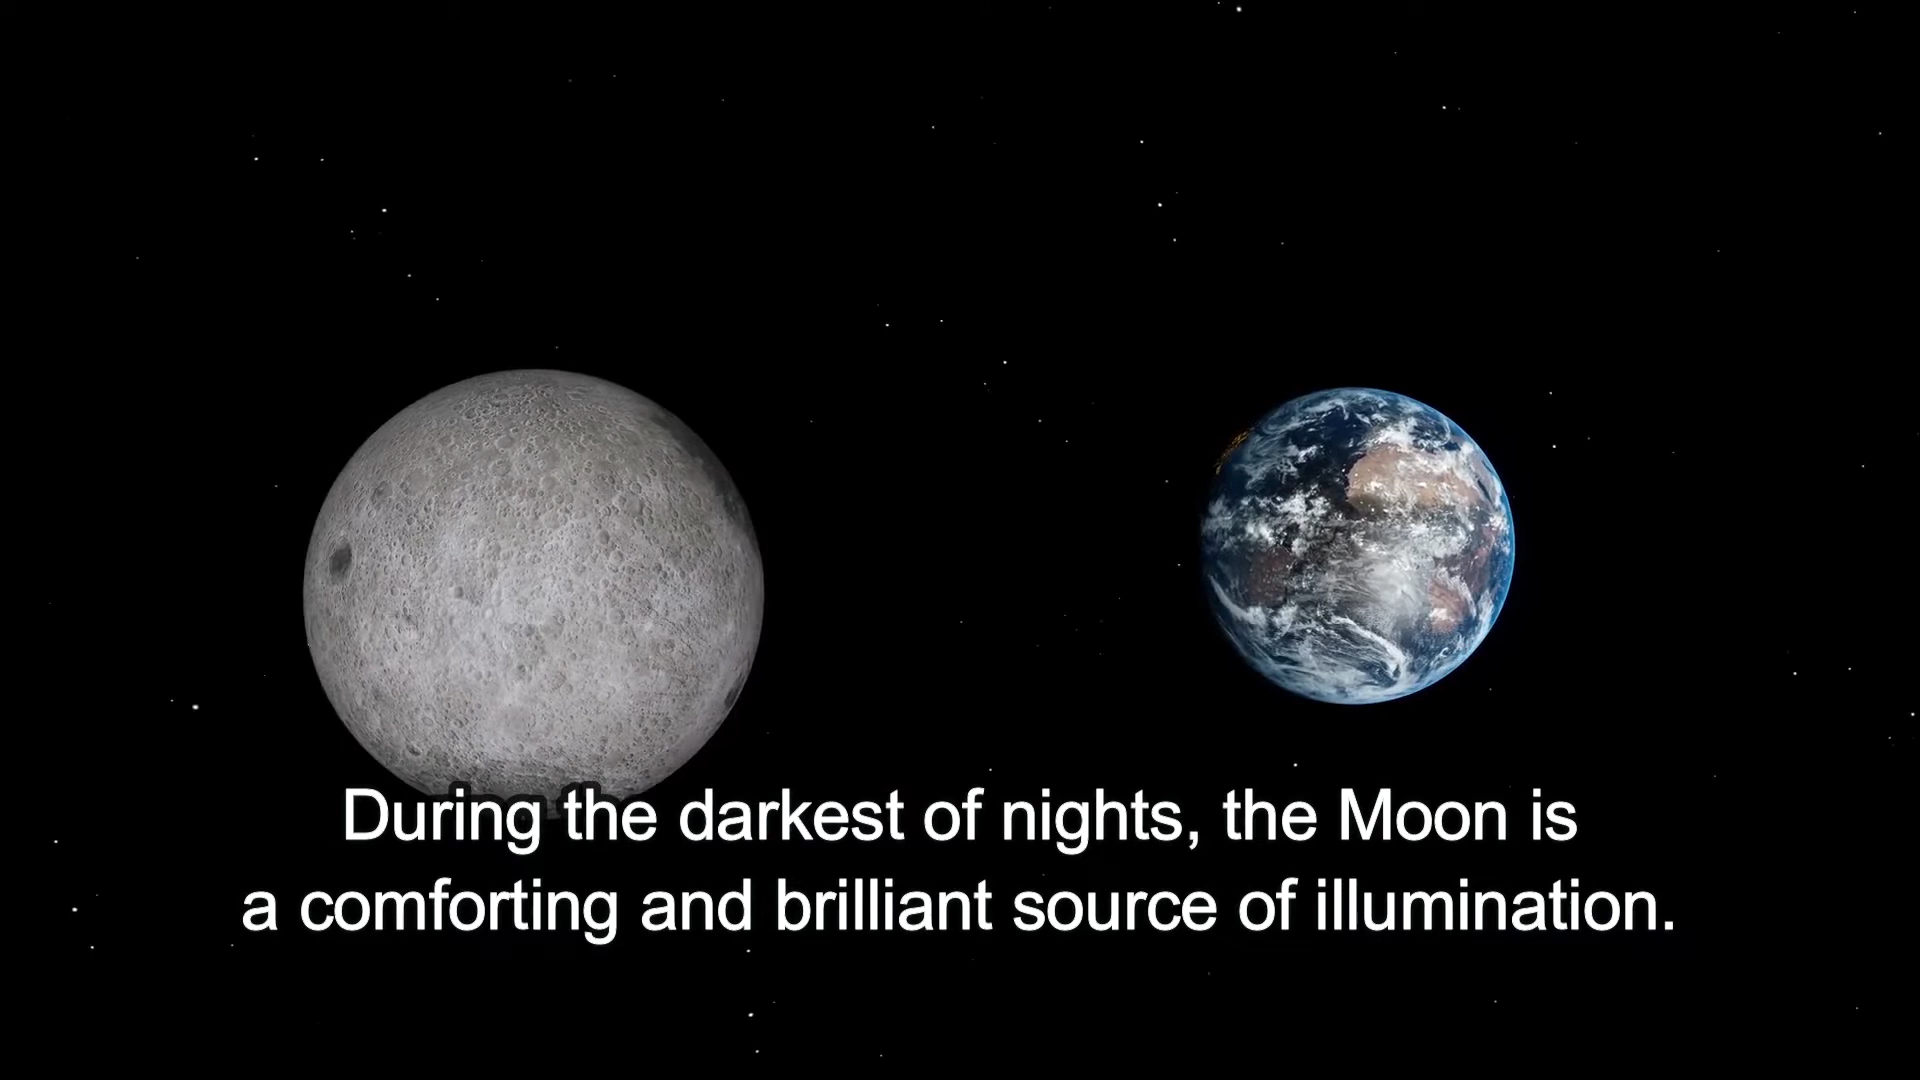 During the darkest of nights, the Moon is
a comforting and brilliant source of illumination.